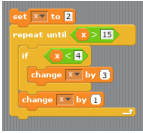 set x to 2
repeat until x > 15
if x < 4
change x by 3
change x by 1